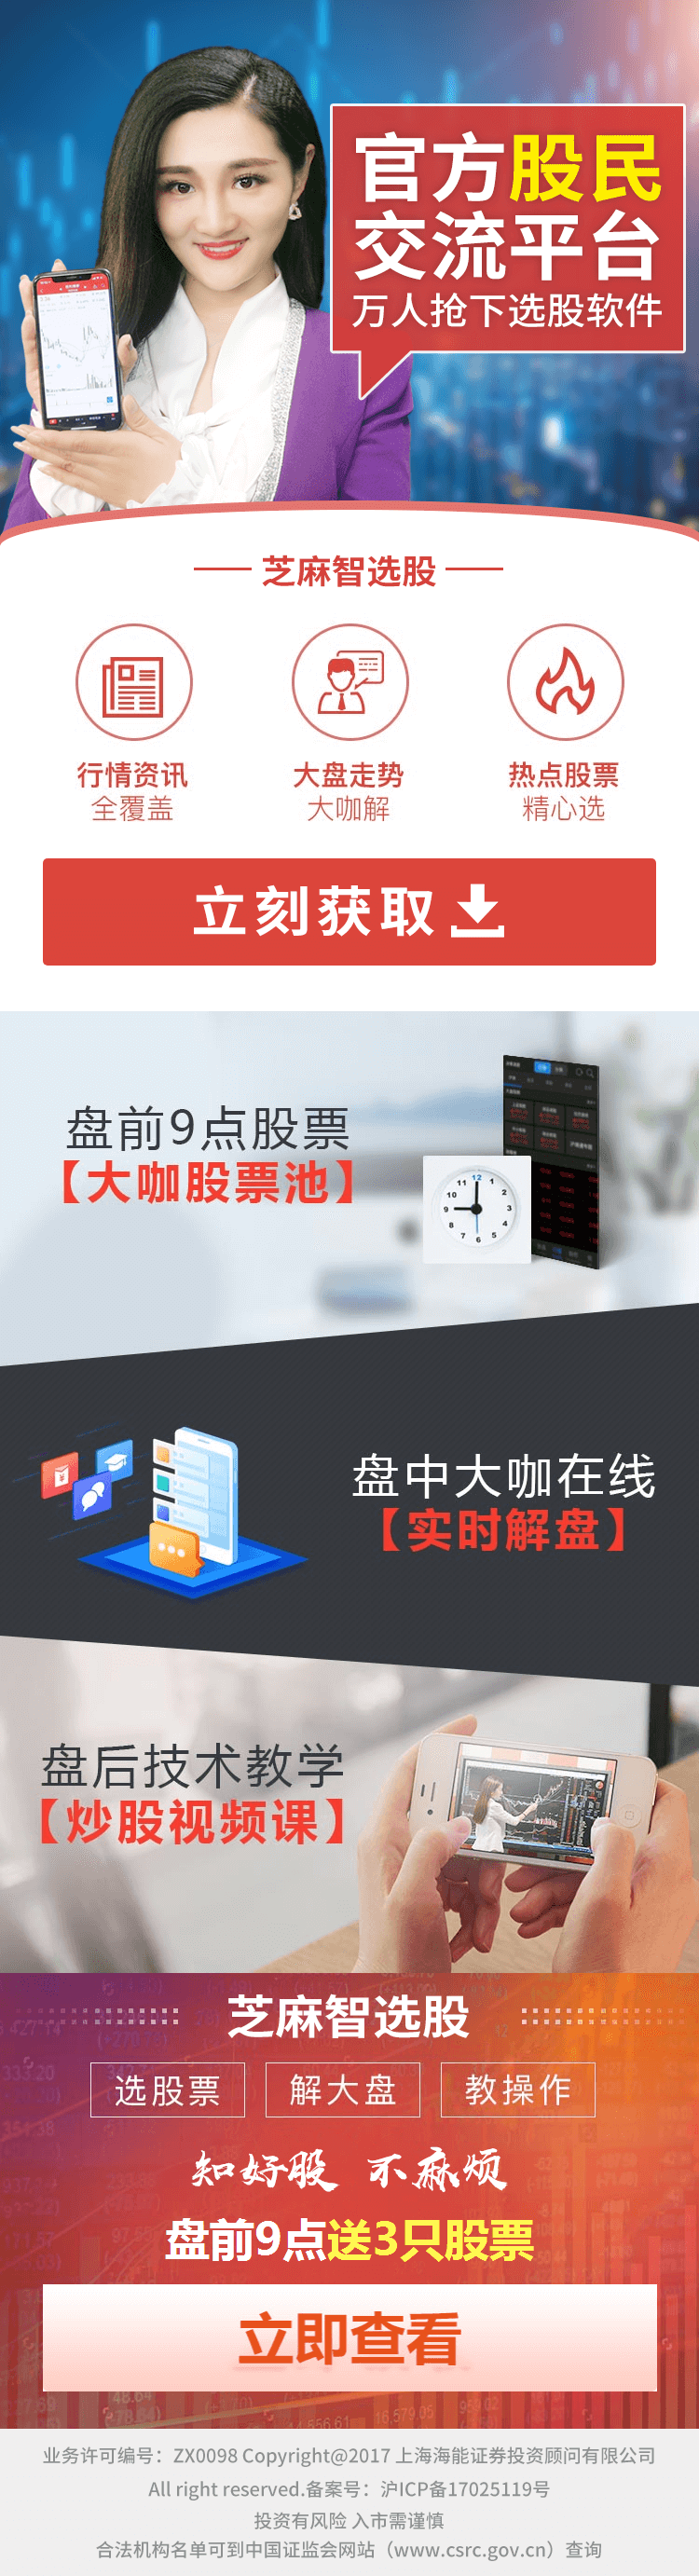 官方股民
交流平台
万人抢下选股软件
芝麻智选股
行情资讯
全覆盖
大盘走势
大咖解
热点股票
精心选
立刻获取
盘前9点股票
【大咖股票池】
盘中大咖在线
【实时解盘】
盘后技术教学
【炒股视频课】
芝麻智选股
选股票 解大盘 教操作
知好股 不麻烦
盘前9点送3只股票
立即查看
业务许可编号：ZX0098 Copyright@2017 上海海能证券投资顾问有限公司
All right reserved.备案号：沪ICP备17025119号
投资有风险 入市需谨慎
合法机构名单可到中国证监会网站（www.csrc.gov.cn）查询